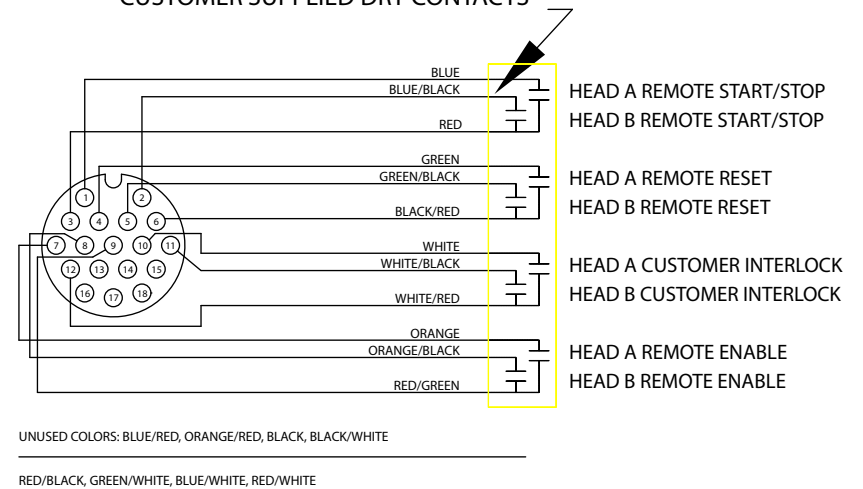 CUSTOMER SUPPLIED DRY CONTACTS
BLUE
BLUE/BLACK
RED
HEAD A REMOTE START/STOP
HEAD B REMOTE START/STOP
GREEN
GREEN/BLACK
BLACK/RED
HEAD A REMOTE RESET
HEAD B REMOTE RESET
WHITE
WHITE/BLACK
WHITE/RED
HEAD A CUSTOMER INTERLOCK
HEAD B CUSTOMER INTERLOCK
ORANGE
ORANGE/BLACK
RED/GREEN
HEAD A REMOTE ENABLE
HEAD B REMOTE ENABLE
1 2
3 4 5 6
7 8 9 10 11
12 13 14 15
16 17 18
UNUSED COLORS: BLUE/RED, ORANGE/RED, BLACK, BLACK/WHITE
RED/BLACK, GREEN/WHITE, BLUE/WHITE, RED/WHITE